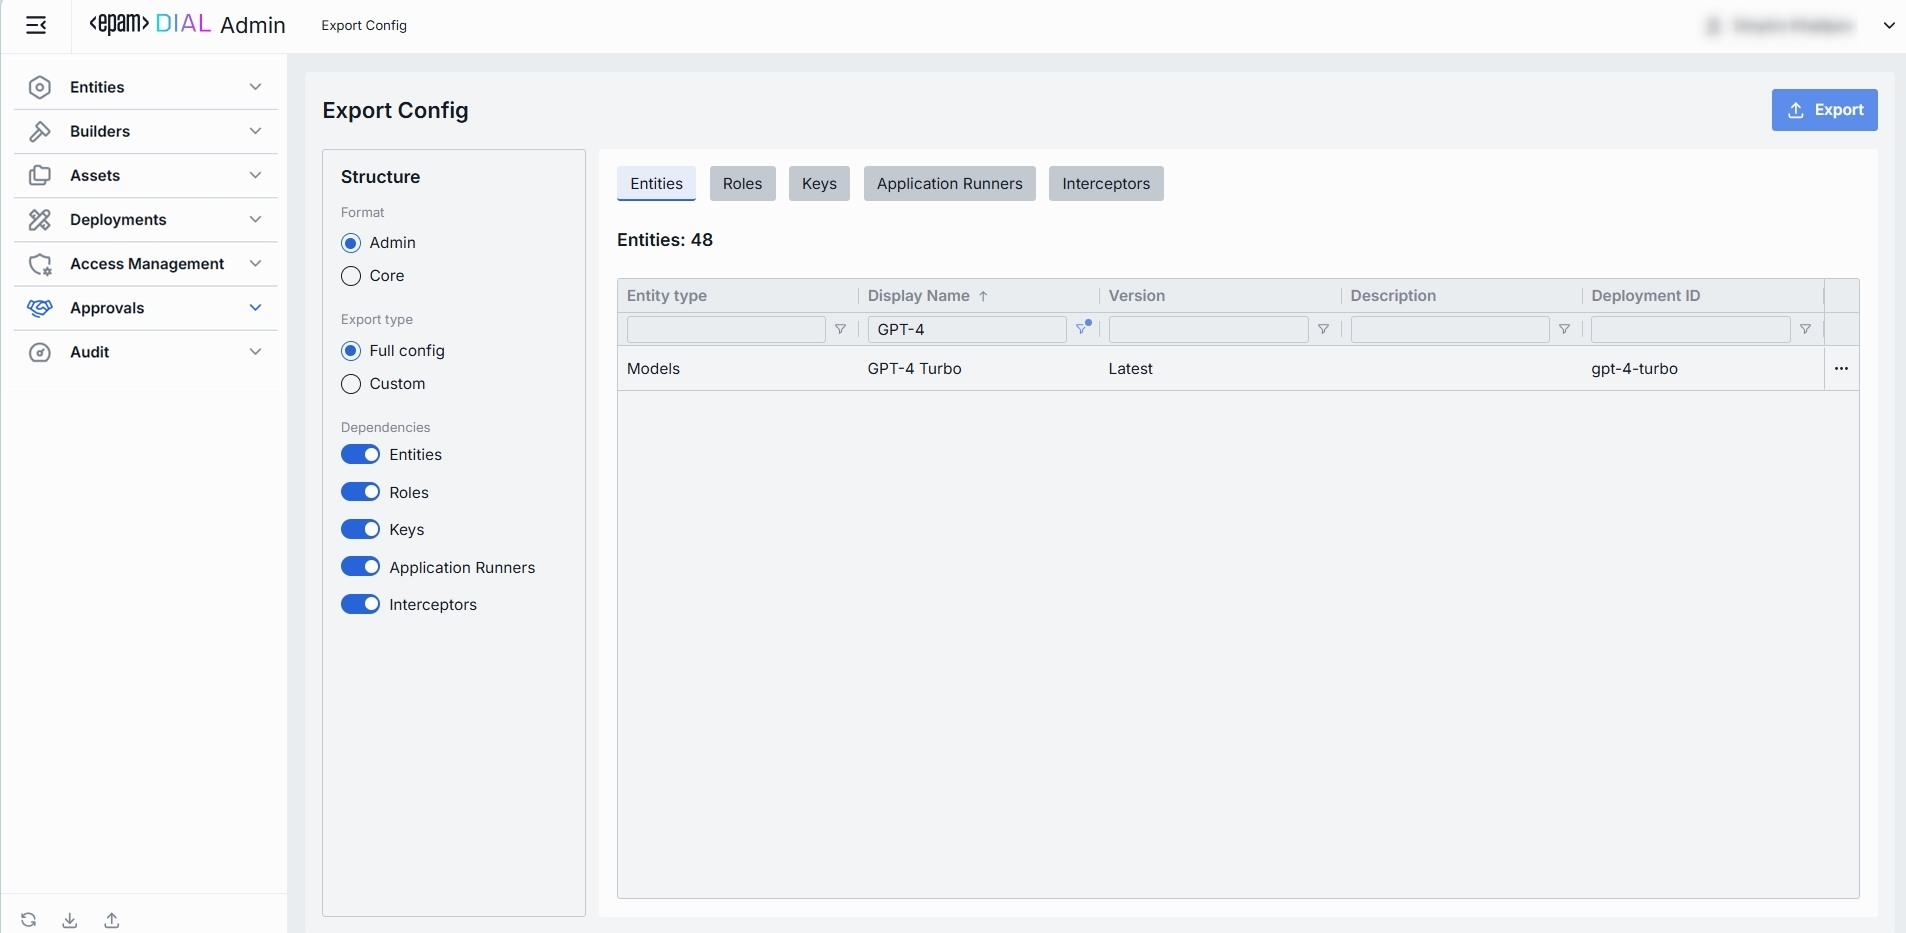 <epam> DIAL Admin
Export Config
Entities
Builders
Assets
Deployments
Access Management
Approvals
Audit
Export Config
Export
Structure
Format
Admin
Core
Export type
Full config
Custom
Dependencies
Entities
Roles
Keys
Application Runners
Interceptors
Entities Roles Keys Application Runners Interceptors
Entities: 48
Entity type Display Name Version Description Deployment ID
GPT-4
Models GPT-4 Turbo Latest gpt-4-turbo